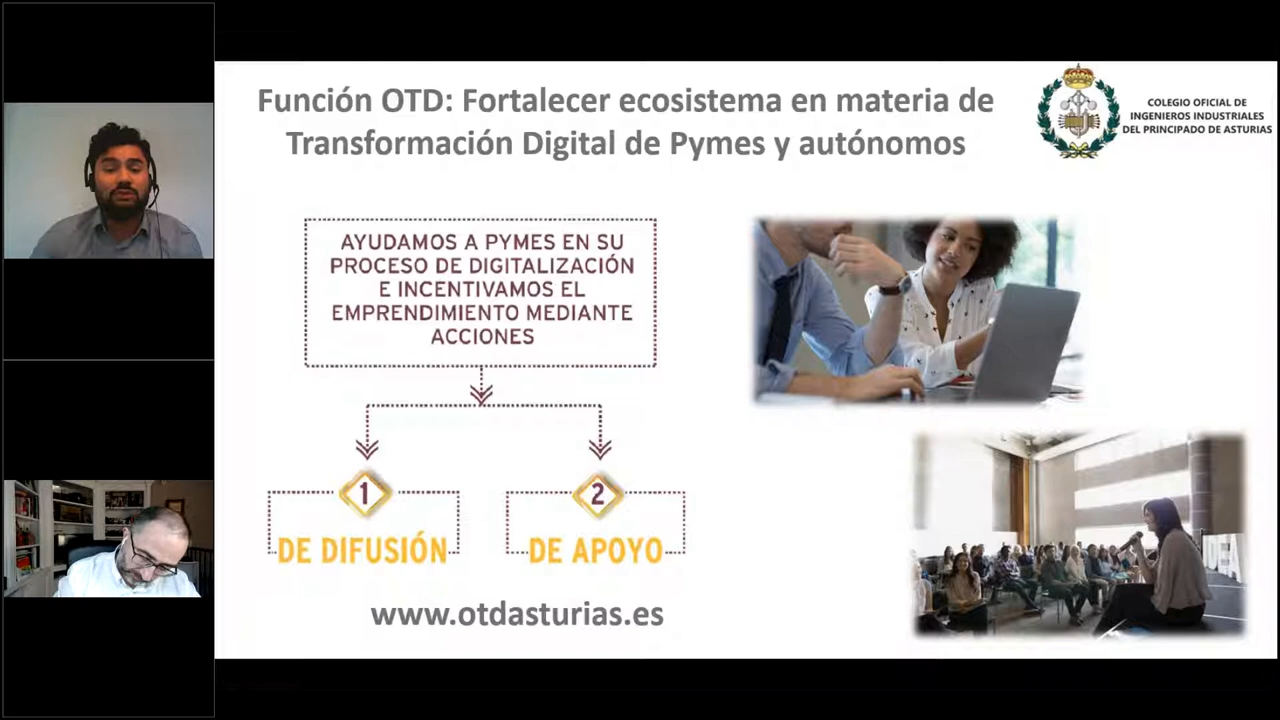 Función OTD: Fortalecer ecosistema en materia de
Transformación Digital de Pymes y autónomos
COLEGIO OFICIAL DE
INGENIEROS INDUSTRIALES
DEL PRINCIPADO DE ASTURIAS
AYUDAMOS A PYMES EN SU
PROCESO DE DIGITALIZACIÓN
E INCENTIVAMOS EL
EMPRENDIMIENTO MEDIANTE
ACCIONES
1
DE DIFUSIÓN
2
DE APOYO
www.otdasturias.es